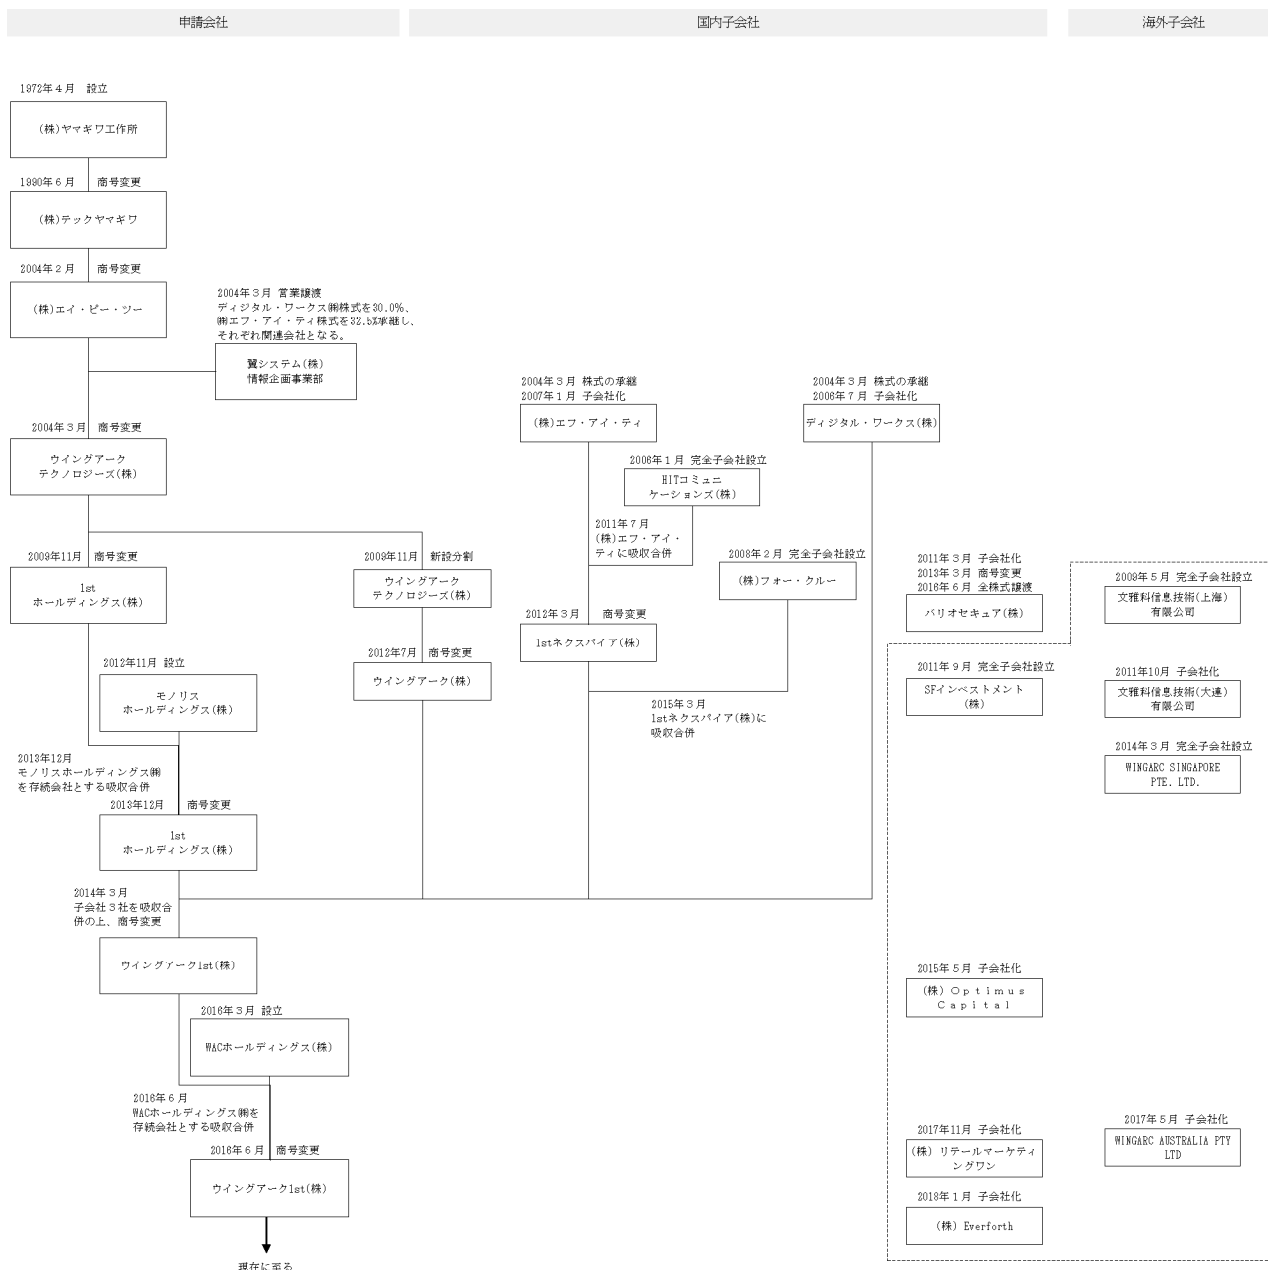 申請会社
国内子会社
海外子会社
1972年４月　設立
(株)ヤマギワ工作所
1990年６月　商号変更
(株)テックヤマギワ
2004年２月　商号変更
(株)エイ・ピー・ツー
2004年３月 営業譲渡
ディジタル・ワークス㈱株式を30.0%、
㈱エフ・アイ・ティ株式を32.5%承継し、
それぞれ関連会社となる。
翼システム(株)
情報企画事業部
2004年３月　商号変更
ウイングアーク
テクノロジーズ(株)
2009年11月　商号変更
1st
ホールディングス(株)
2009年11月　新設分割
ウイングアーク
テクノロジーズ(株)
2012年7月　商号変更
ウイングアーク(株)
2012年11月 設立
モノリス
ホールディングス(株)
2013年12月
モノリスホールディングス㈱
を存続会社とする吸収合併
2013年12月　商号変更
1st
ホールディングス(株)
2014年３月
子会社３社を吸収合
併の上、商号変更
ウイングアーク1st(株)
2016年３月 設立
WACホールディングス(株)
2016年６月
WACホールディングス㈱を
存続会社とする吸収合併
2016年６月　商号変更
ウイングアーク1st(株)
現在に至る
2004年３月 株式の承継
2007年１月 子会社化
(株)エフ・アイ・ティ
2006年１月 完全子会社設立
HITコミュニ
ケーションズ(株)
2011年７月
(株)エフ・アイ・
ティに吸収合併
2008年２月 完全子会社設立
(株)フォー・クルー
2012年３月　商号変更
1stネクスパイア(株)
2015年３月
1stネクスパイア(株)に
吸収合併
2004年３月 株式の承継
2006年７月 子会社化
ディジタル・ワークス(株)
2011年３月 子会社化
2013年３月 商号変更
2016年６月 全株式譲渡
バリオセキュア(株)
2011年９月 完全子会社設立
SFインベストメント
(株)
2015年５月 子会社化
(株) Ｏｐｔｉｍｕｓ
Ｃａｐｉｔａｌ
2017年11月 子会社化
(株) リテールマーケティ
ングワン
2018年１月 子会社化
(株) Everforth
2009年５月 完全子会社設立
文雅科信息技術(上海)
有限公司
2011年10月 子会社化
文雅科信息技術(大連)
有限公司
2014年３月 完全子会社設立
WINGARC SINGAPORE
PTE. LTD.
2017年５月 子会社化
WINGARC AUSTRALIA PTY
LTD